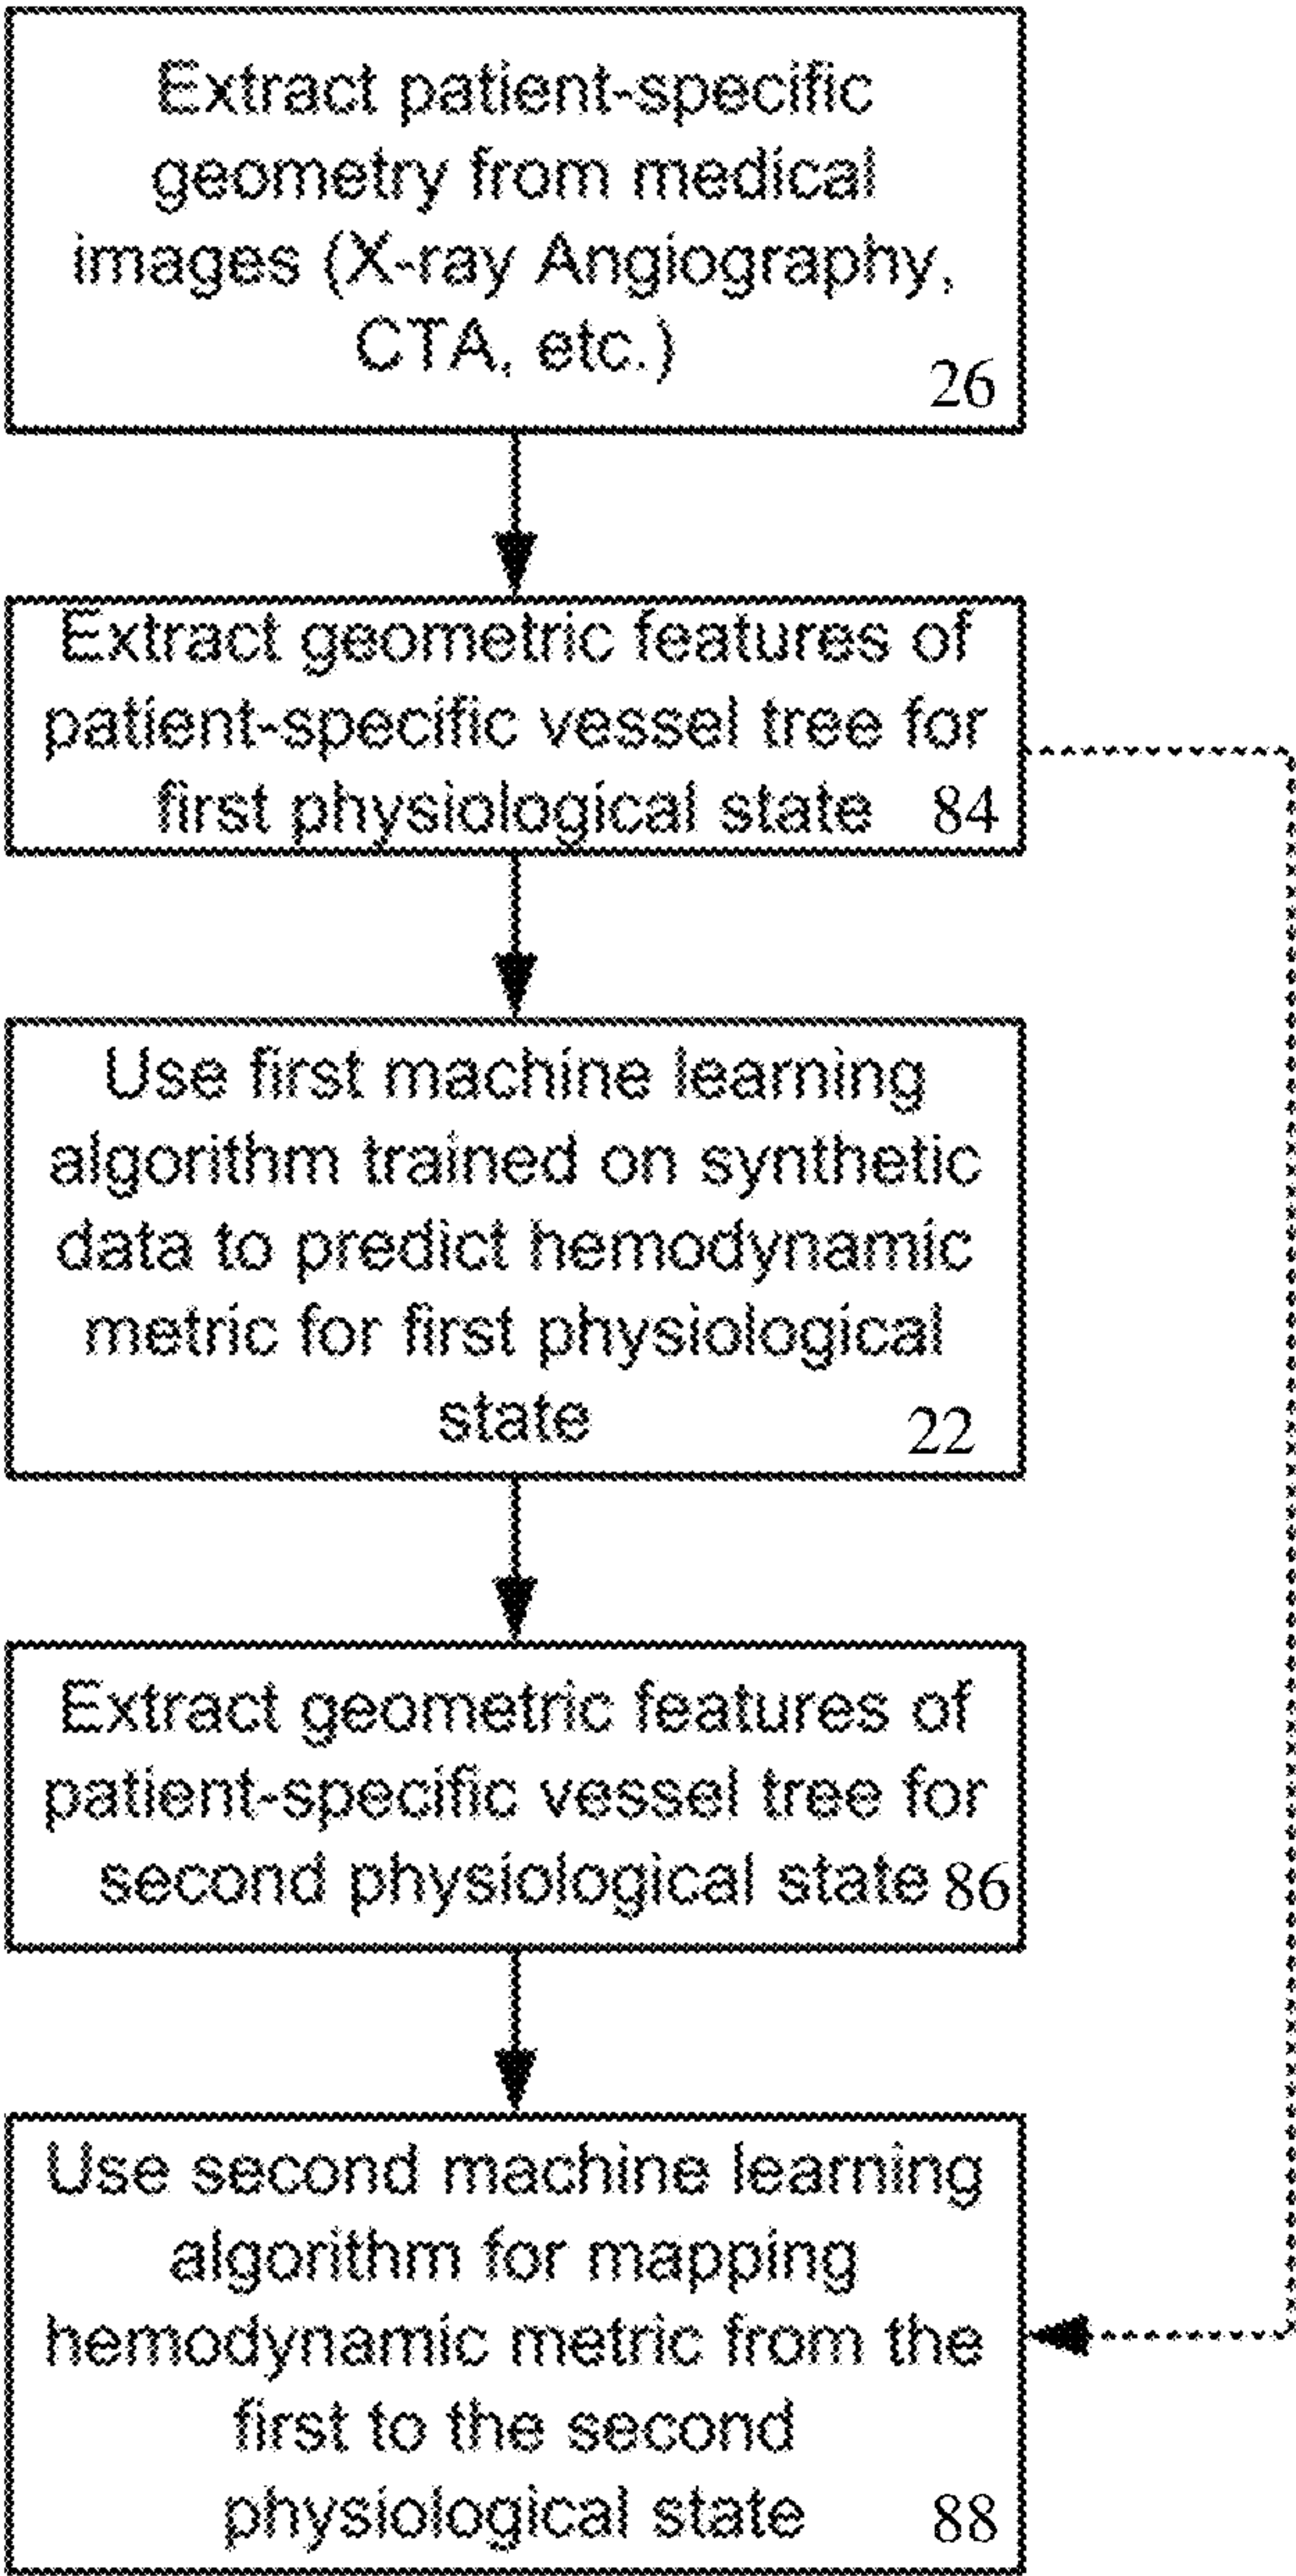 Extract patient-specific
geometry from medical
images (X-ray Angiography,
CTA, etc.)
26
Extract geometric features of
patient-specific vessel tree for
first physiological state 84
Use first machine learning
algorithm trained on synthetic
data to predict hemodynamic
metric for first physiological
state 22
Extract geometric features of
patient-specific vessel tree for
second physiological state 86
Use second machine learning
algorithm for mapping
hemodynamic metric from the
first to the second
physiological state 88